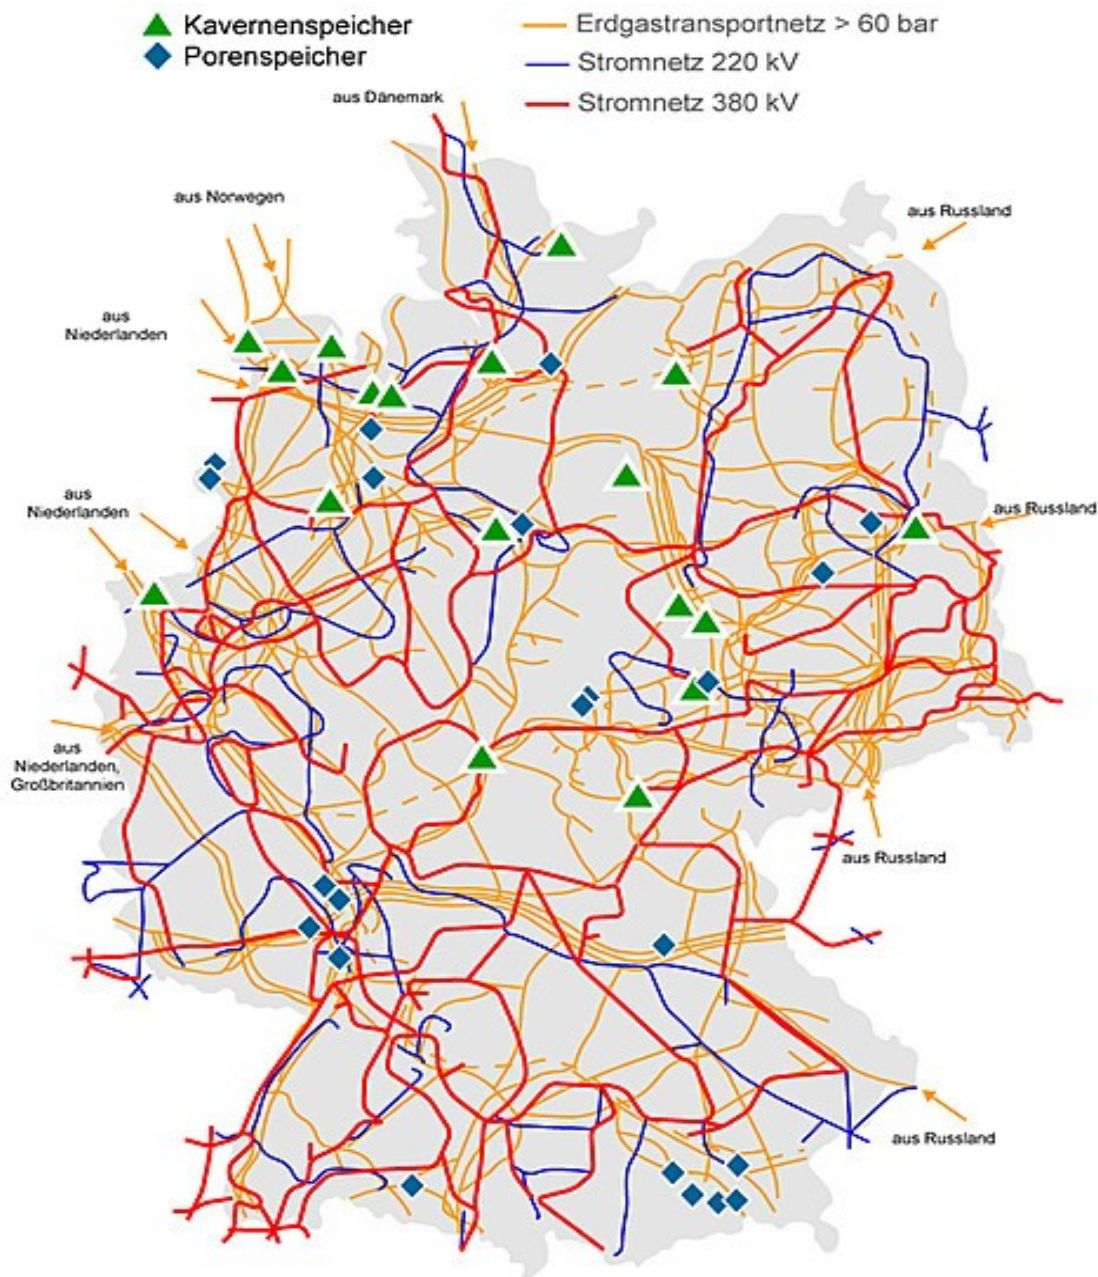 Kavernenspeicher
Porenspeicher
Erdgastransportnetz > 60 bar
Stromnetz 220 kV
Stromnetz 380 kV
aus Dänemark
aus Norwegen
aus Russland
aus
Niederlanden
aus
Niederlanden
aus Russland
aus
Niederlanden,
Großbritannien
aus Russland
aus Russland